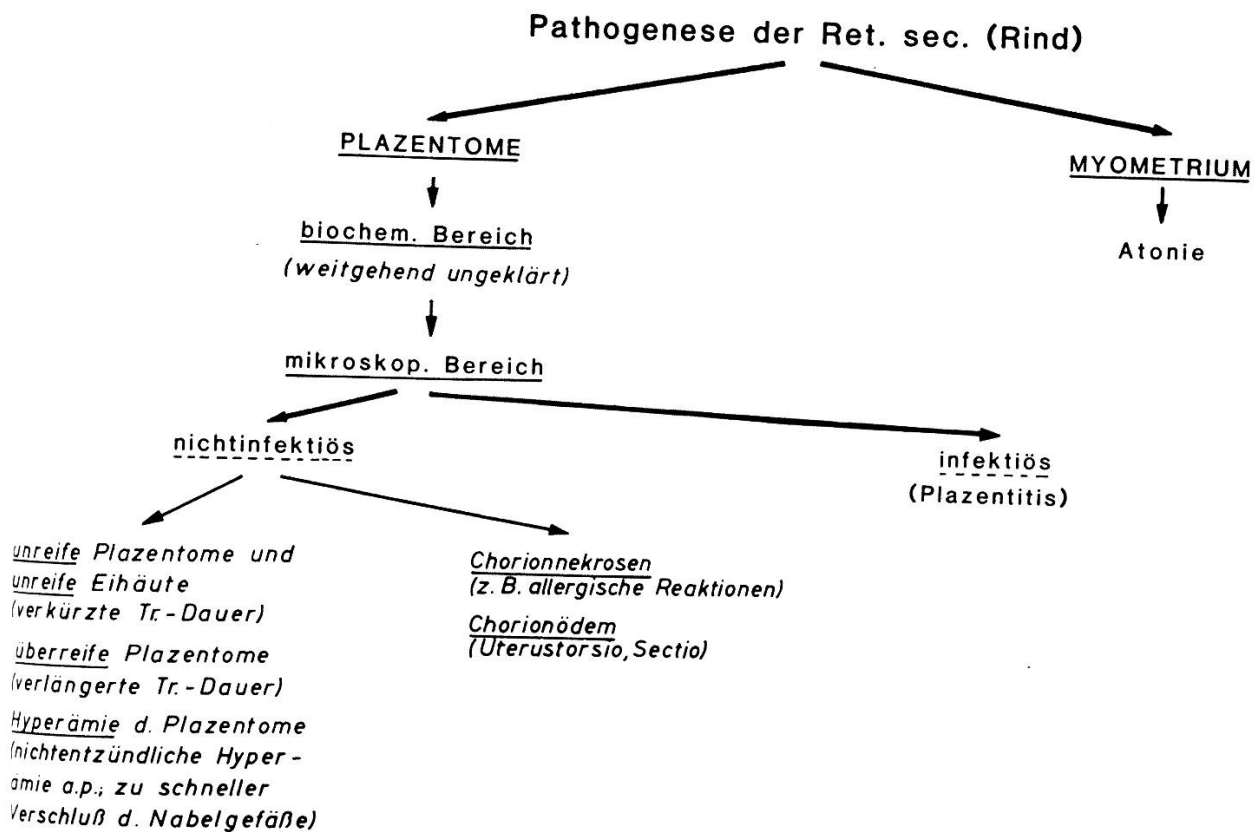 Pathogenese der Ret. sec. (Rind)
PLAZENTOME
MYOMETRIUM
biochem. Bereich
(weitgehend ungeklärt)
Atonie
mikroskop. Bereich
nichtinfektiös
infektiös
(Plazentitis)
unreife Plazentome und
unreife Eihäute
(verkürzte Tr.-Dauer)
überreife Plazentome
(verlängerte Tr.-Dauer)
Hyperämie d. Plazentome
(nichtentzündliche Hyper-
ämie a.p.; zu schneller
Verschluß d. Nabelgefäße)
Chorionnekrosen
(z. B. allergische Reaktionen)
Chorionödem
(Uterustorsio, Sectio)